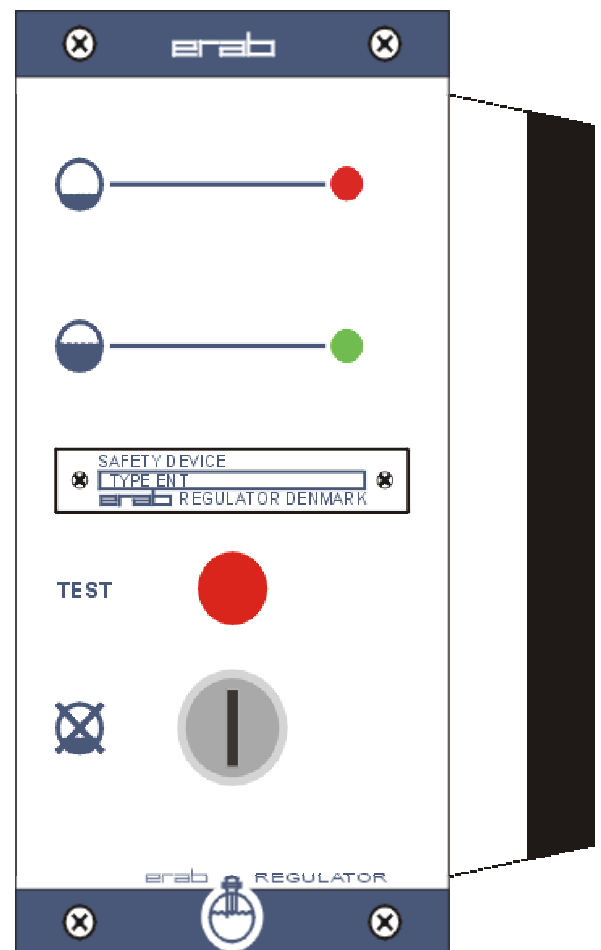 erab
SAFETY DEVICE
TYPE ENT
erab REGULATOR DENMARK
TEST
erab REGULATOR